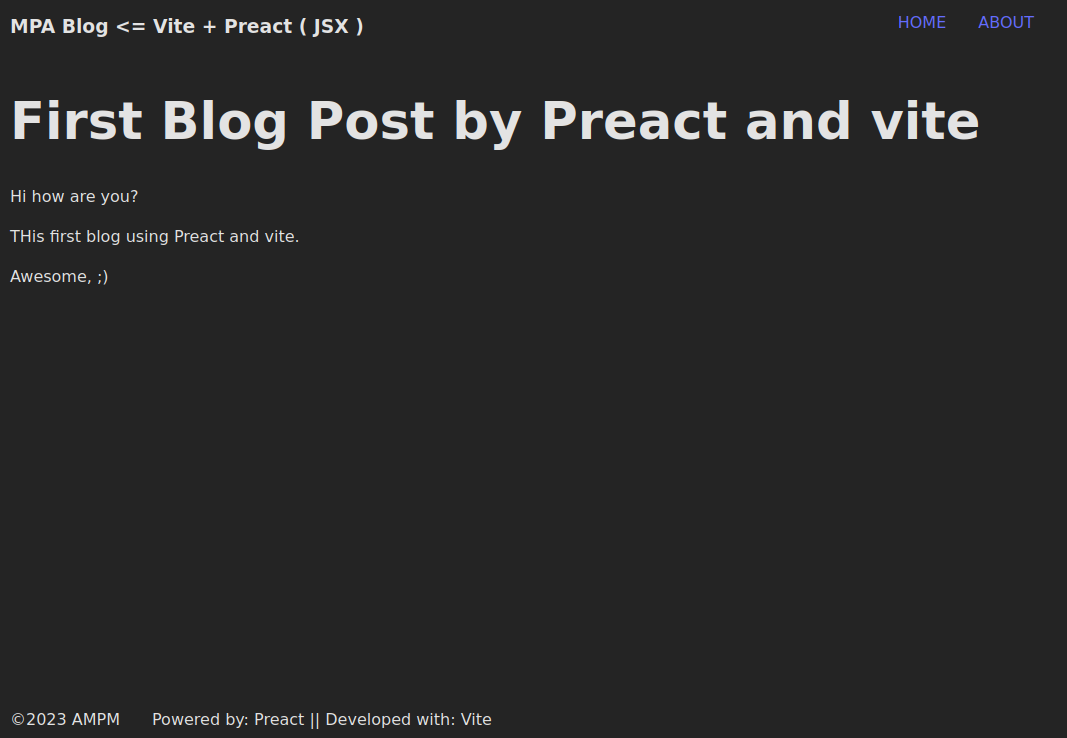 MPA Blog <= Vite + Preact ( JSX )
HOME ABOUT
First Blog Post by Preact and vite
Hi how are you?
THis first blog using Preact and vite.
Awesome, ;)
©2023 AMPM Powered by: Preact || Developed with: Vite